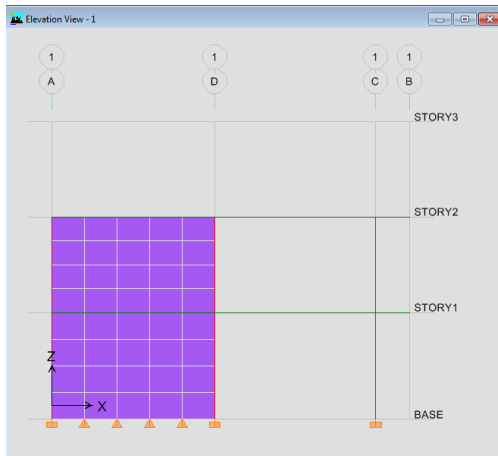 Elevation View - 1
1 1 1 1
A D C B
STORY3
STORY2
STORY1
Z
X
BASE